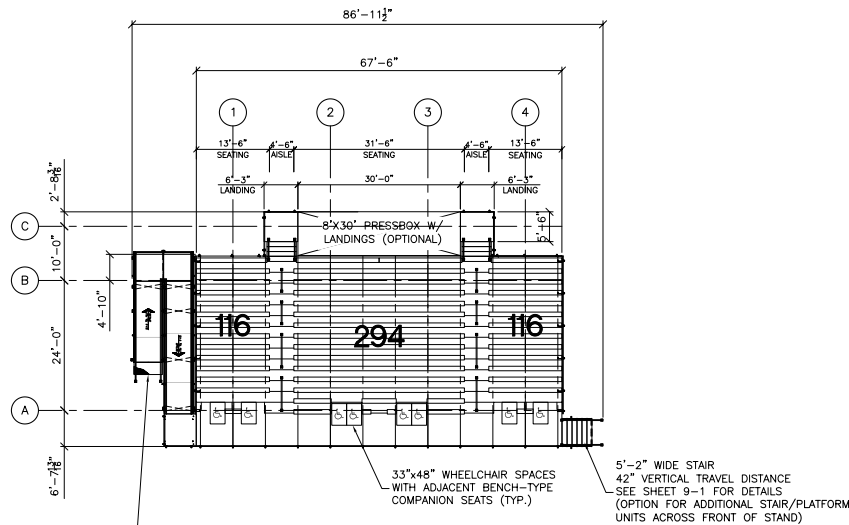 86'-11½"
67'-6"
1
2
3
4
13'-6"
SEATING
4'-6"
AISLE
31'-6"
SEATING
4'-6"
AISLE
13'-6"
SEATING
6'-3"
LANDING
30'-0"
6'-3"
LANDING
2'-8 3/16"
C
8'X30' PRESSBOX W/
LANDINGS (OPTIONAL)
5'-6"
10'-0"
B
4'-10"
24'-0"
116
294
116
A
6'-7 13/16"
33"x48" WHEELCHAIR SPACES
WITH ADJACENT BENCH-TYPE
COMPANION SEATS (TYP.)
5'-2" WIDE STAIR
42" VERTICAL TRAVEL DISTANCE
SEE SHEET 9-1 FOR DETAILS
(OPTION FOR ADDITIONAL STAIR/PLATFORM
UNITS ACROSS FRONT OF STAND)